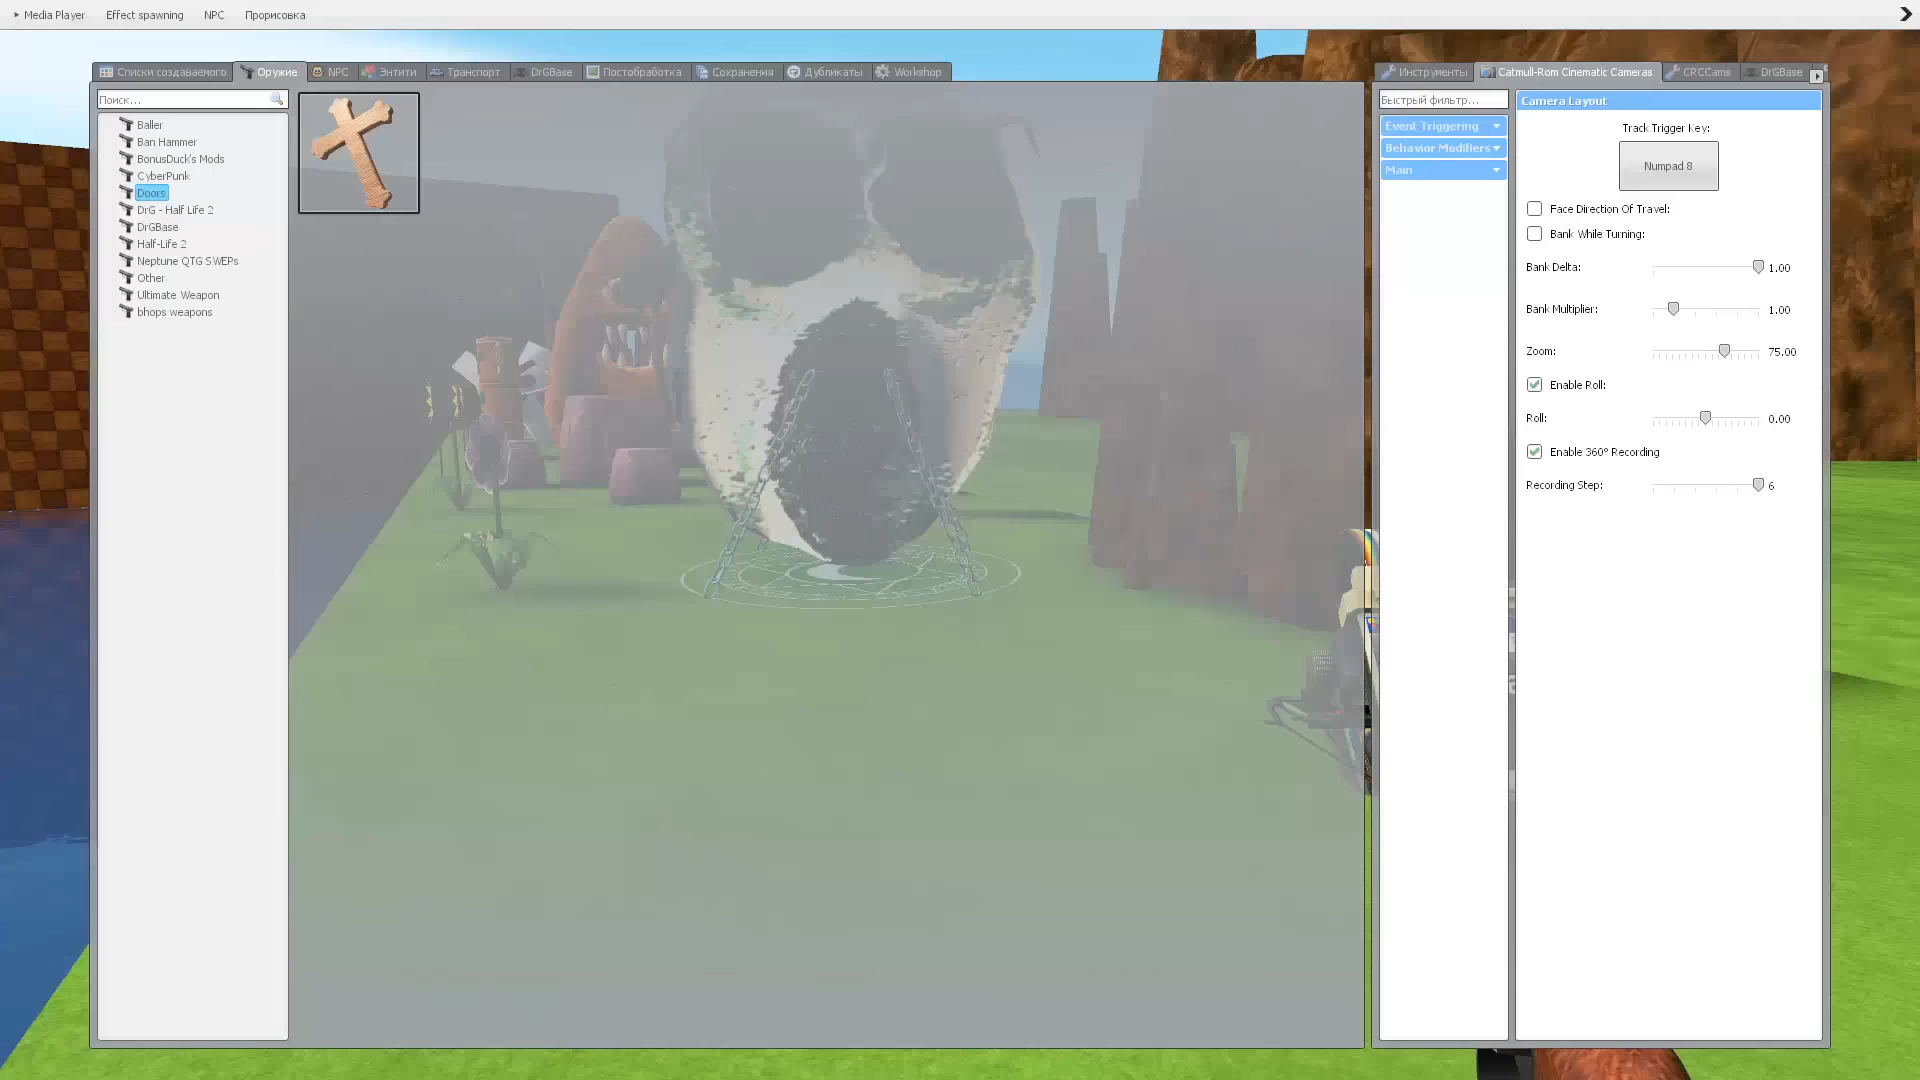 Media Player Effect spawning NPC Прорисовка
Списки создаваемого Оружие NPC Энтити Транспорт DrGBase Постобработка Сохранения Дубликаты Workshop
Поиск...
Baller
Ban Hammer
BonusDuck's Mods
CyberPunk
Doors
DrG - Half Life 2
DrGBase
Half-Life 2
Neptune QTG SWEPs
Other
Ultimate Weapon
bhops weapons
Инструменты Catmull-Rom Cinematic Cameras CRCCams DrGBase
Быстрый фильтр...
Event Triggering
Behavior Modifiers
Main
Camera Layout
Track Trigger Key:
Numpad 8
Face Direction Of Travel:
Bank While Turning:
Bank Delta: 1.00
Bank Multiplier: 1.00
Zoom: 75.00
Enable Roll:
Roll: 0.00
Enable 360° Recording
Recording Step: 6